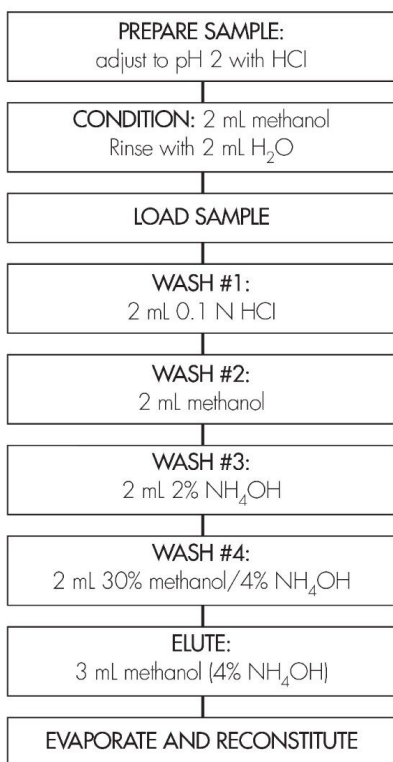 PREPARE SAMPLE:
adjust to pH 2 with HCl
CONDITION: 2 mL methanol
Rinse with 2 mL H₂O
LOAD SAMPLE
WASH #1:
2 mL 0.1 N HCl
WASH #2:
2 mL methanol
WASH #3:
2 mL 2% NH₄OH
WASH #4:
2 mL 30% methanol/4% NH₄OH
ELUTE:
3 mL methanol (4% NH₄OH)
EVAPORATE AND RECONSTITUTE